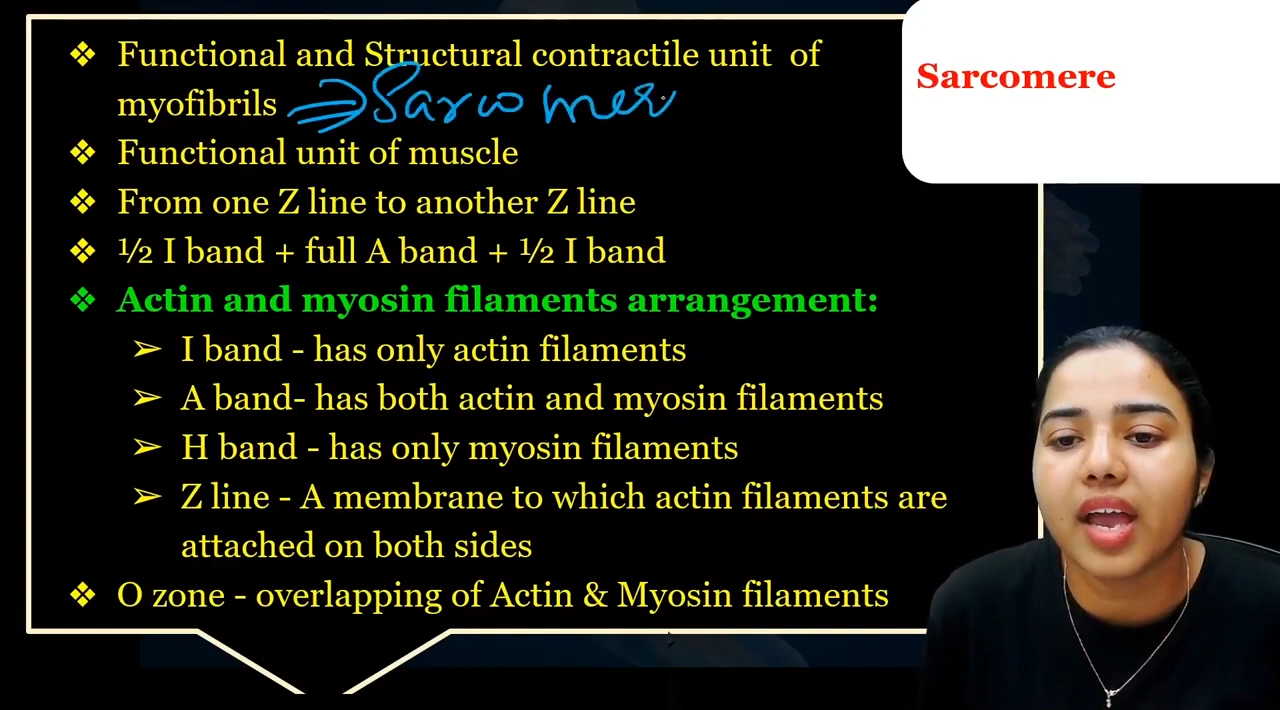 ❖ Functional and Structural contractile unit of
myofibrils ⇒ Sarcomer
❖ Functional unit of muscle
❖ From one Z line to another Z line
❖ ½ I band + full A band + ½ I band
❖ Actin and myosin filaments arrangement:
➢ I band - has only actin filaments
➢ A band- has both actin and myosin filaments
➢ H band - has only myosin filaments
➢ Z line - A membrane to which actin filaments are
attached on both sides
❖ O zone - overlapping of Actin & Myosin filaments
Sarcomere